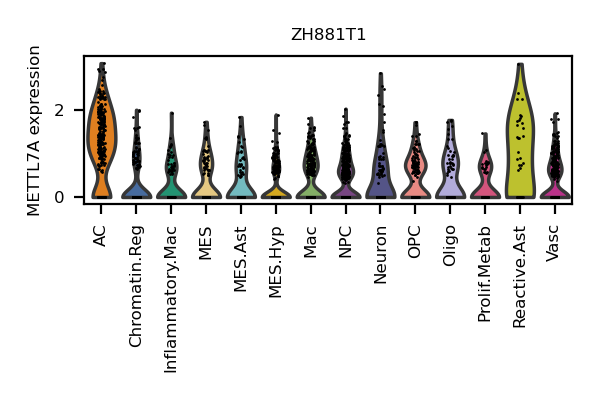 ZH881T1
METTL7A expression
2
0
AC
Chromatin.Reg
Inflammatory.Mac
MES
MES.Ast
MES.Hyp
Mac
NPC
Neuron
OPC
Oligo
Prolif.Metab
Reactive.Ast
Vasc